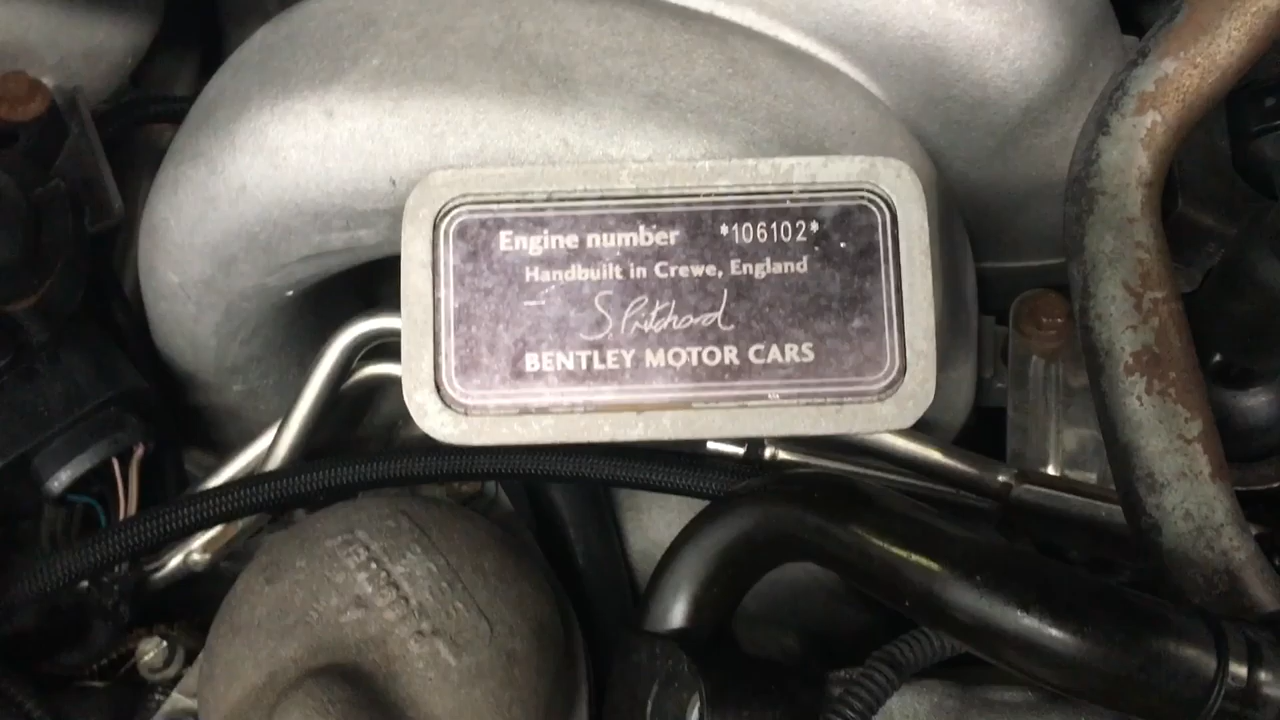 Engine number *106102*
Handbuilt in Crewe, England
S. Pritchard
BENTLEY MOTOR CARS